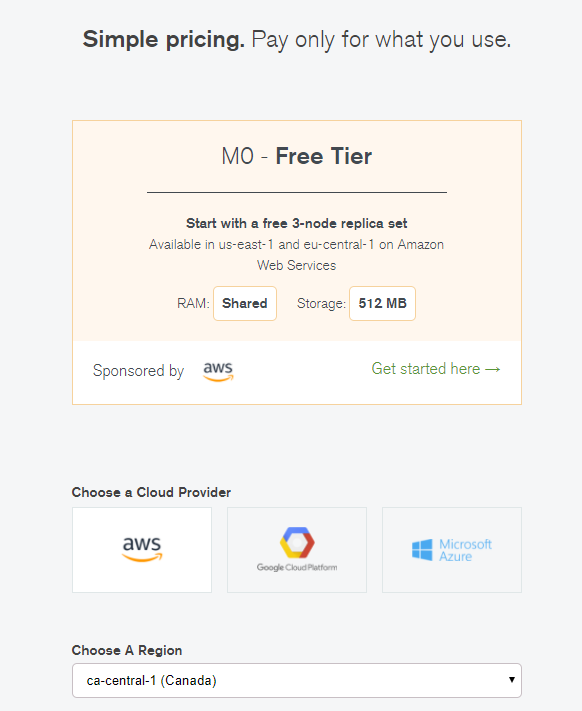 Simple pricing. Pay only for what you use.
M0 - Free Tier
Start with a free 3-node replica set
Available in us-east-1 and eu-central-1 on Amazon
Web Services
RAM: Shared Storage: 512 MB
Sponsored by aws Get started here →
Choose a Cloud Provider
aws
Google Cloud Platform
Microsoft
Azure
Choose A Region
ca-central-1 (Canada)